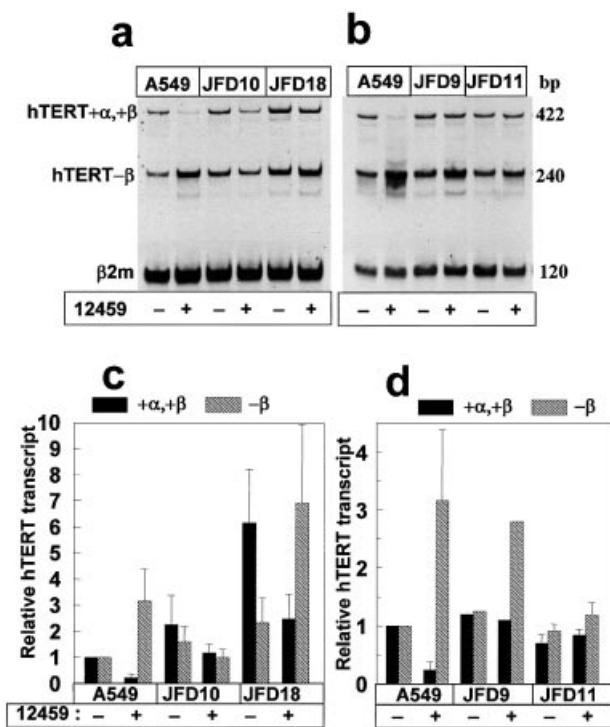 a b
A549 JFD10 JFD18 A549 JFD9 JFD11 bp
hTERT+α,+β 422
hTERT−β 240
β2m 120
12459 − + − + − + − + − + − +
c d
+α,+β −β +α,+β −β
Relative hTERT transcript
10
9
8
7
6
5
4
3
2
1
0
A549 JFD10 JFD18
12459 : − + − + − +
Relative hTERT transcript
4
3
2
1
0
A549 JFD9 JFD11
− + − + − +